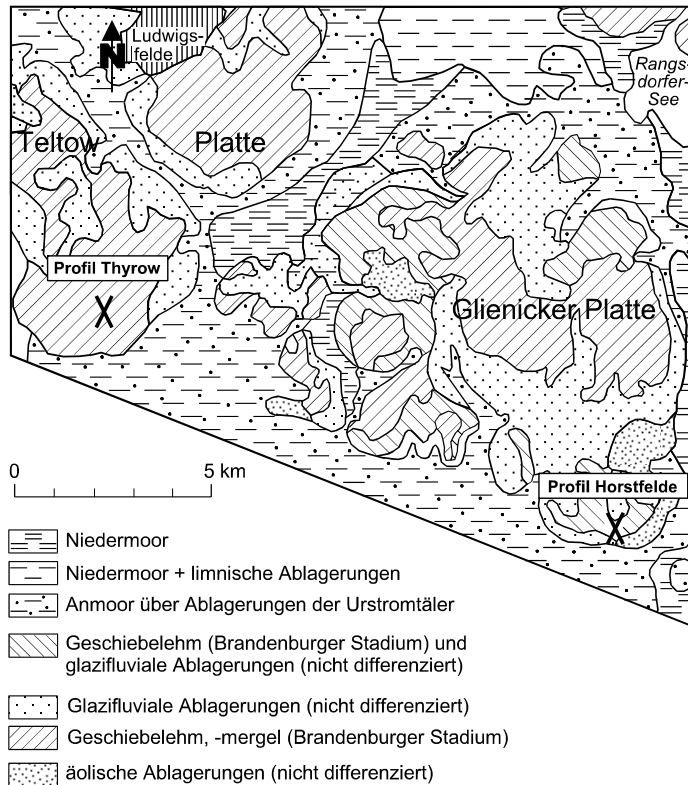 Ludwigs-
felde
N
Rangs-
dorfer-
See
Teltow Platte
Profil Thyrow
Glienicker Platte
Profil Horstfelde
0 5 km
Niedermoor
Niedermoor + limnische Ablagerungen
Anmoor über Ablagerungen der Urstromtäler
Geschiebelehm (Brandenburger Stadium) und
glazifluviale Ablagerungen (nicht differenziert)
Glazifluviale Ablagerungen (nicht differenziert)
Geschiebelehm, -mergel (Brandenburger Stadium)
äolische Ablagerungen (nicht differenziert)